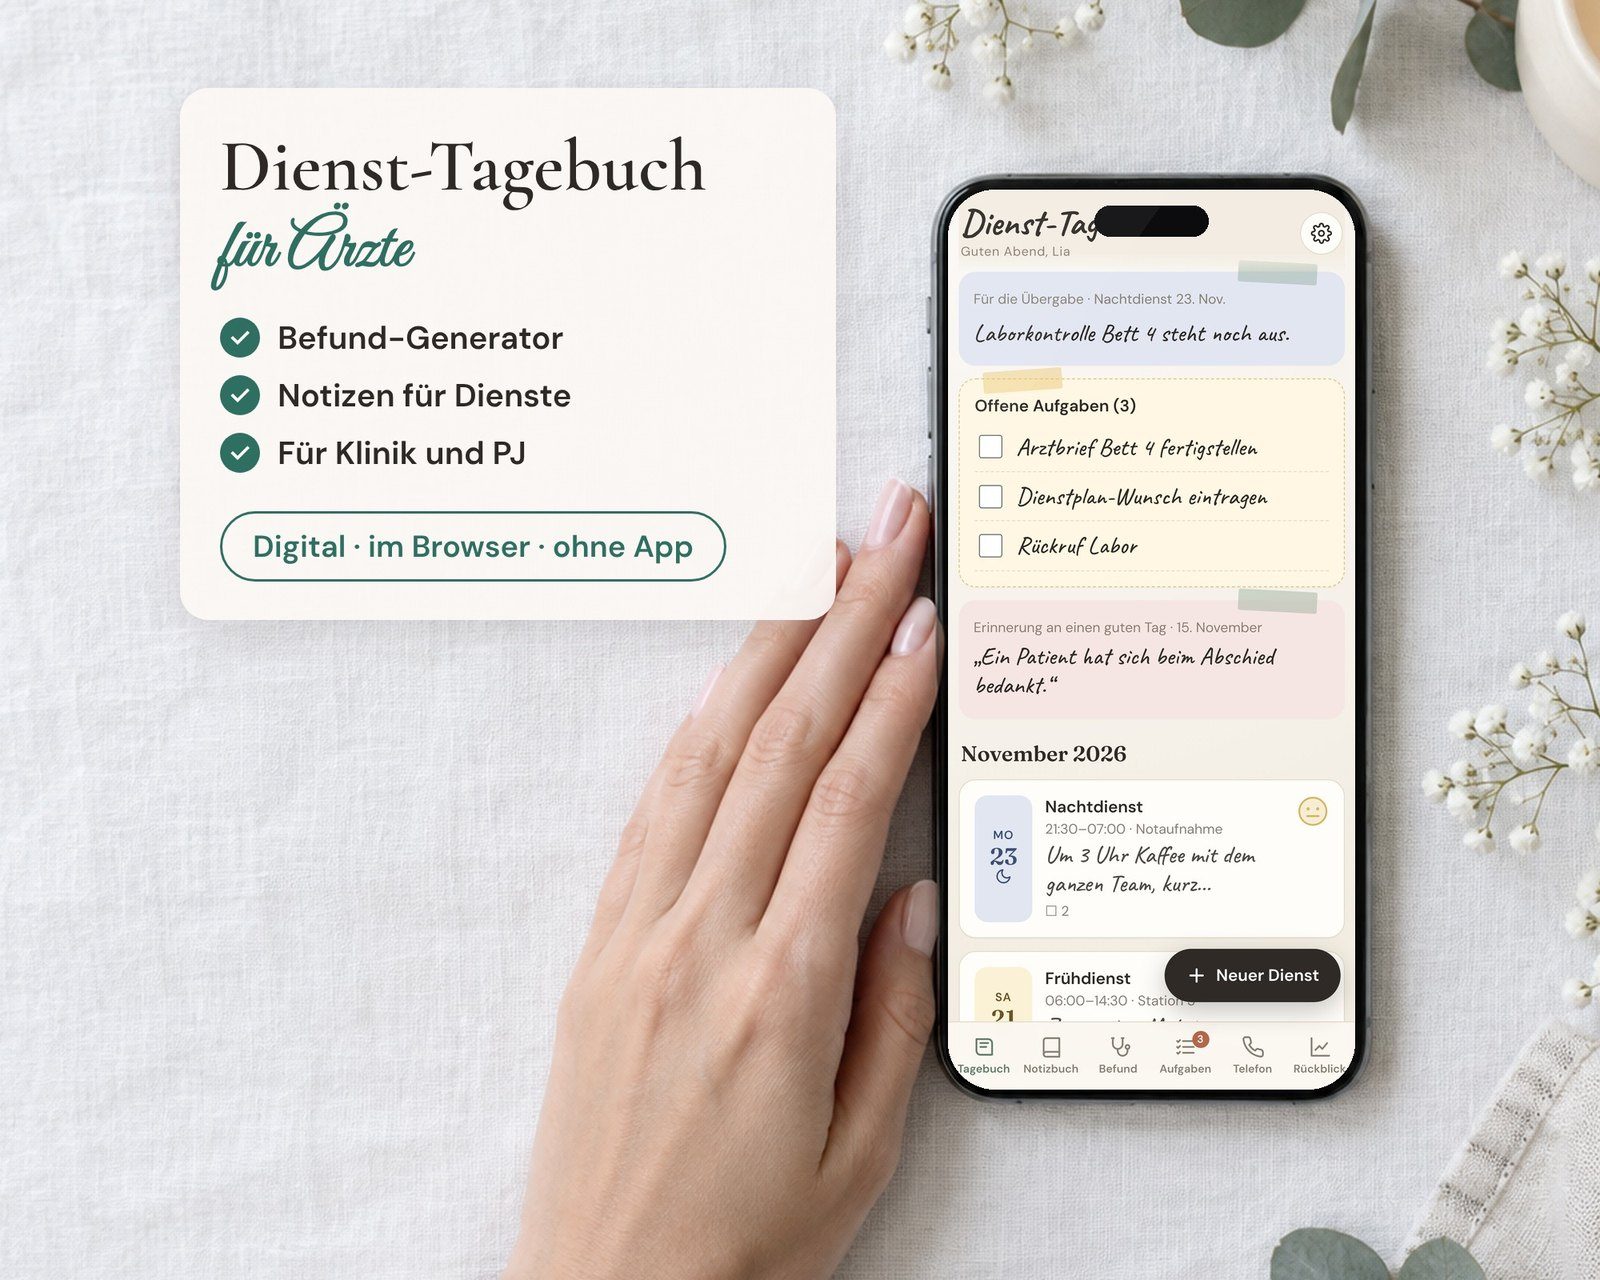 Dienst-Tagebuch
für Ärzte
Befund-Generator
Notizen für Dienste
Für Klinik und PJ
Digital · im Browser · ohne App
Dienst-Tag
Guten Abend, Lia
Für die Übergabe · Nachtdienst 23. Nov.
Laborkontrolle Bett 4 steht noch aus.
Offene Aufgaben (3)
Arztbrief Bett 4 fertigstellen
Dienstplan-Wunsch eintragen
Rückruf Labor
Erinnerung an einen guten Tag · 15. November
„Ein Patient hat sich beim Abschied
bedankt.“
November 2026
MO
23
Nachtdienst
21:30–07:00 · Notaufnahme
Um 3 Uhr Kaffee mit dem
ganzen Team, kurz...
2
SA
21
Frühdienst
06:00–14:30 · Station
+ Neuer Dienst
3
Tagebuch
Notizbuch
Befund
Aufgaben
Telefon
Rückblick